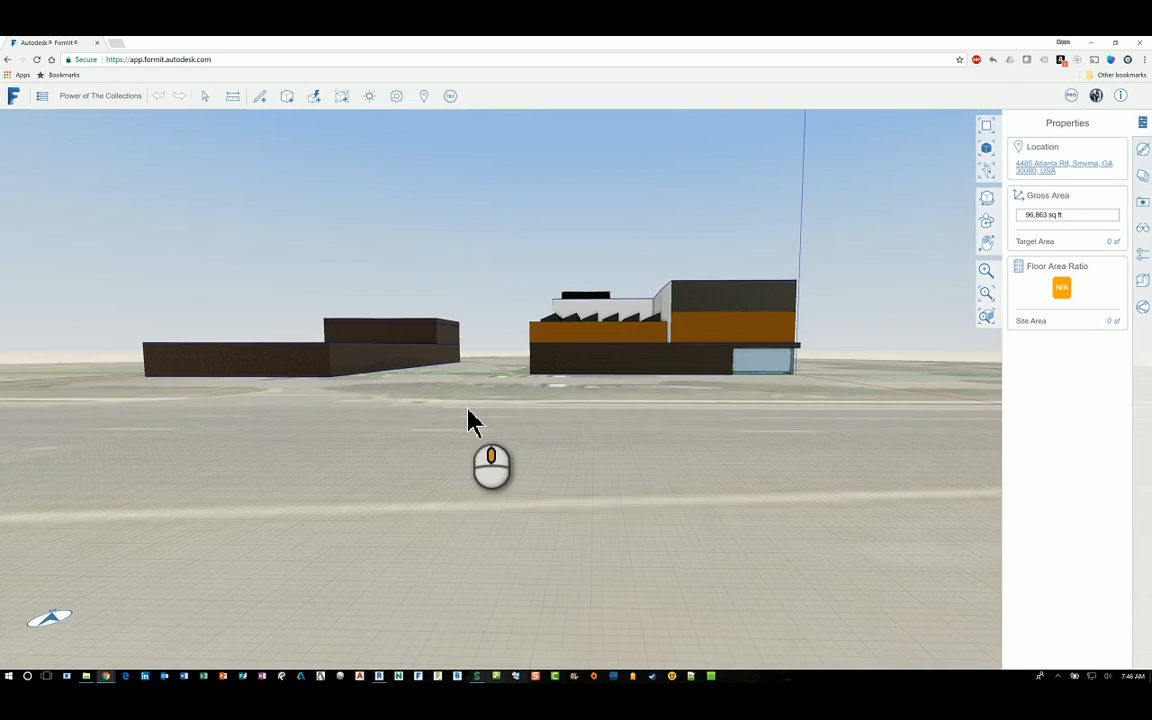 Autodesk® FormIt®
Secure
https://app.formit.autodesk.com
Apps
Bookmarks
Other bookmarks
Power of The Collections
PRO
Properties
Location
4485 Atlanta Rd, Smyrna, GA
30080, USA
Gross Area
96,863 sq ft
Target Area
0 sf
Floor Area Ratio
N/A
Site Area
0 sf
7:46 AM